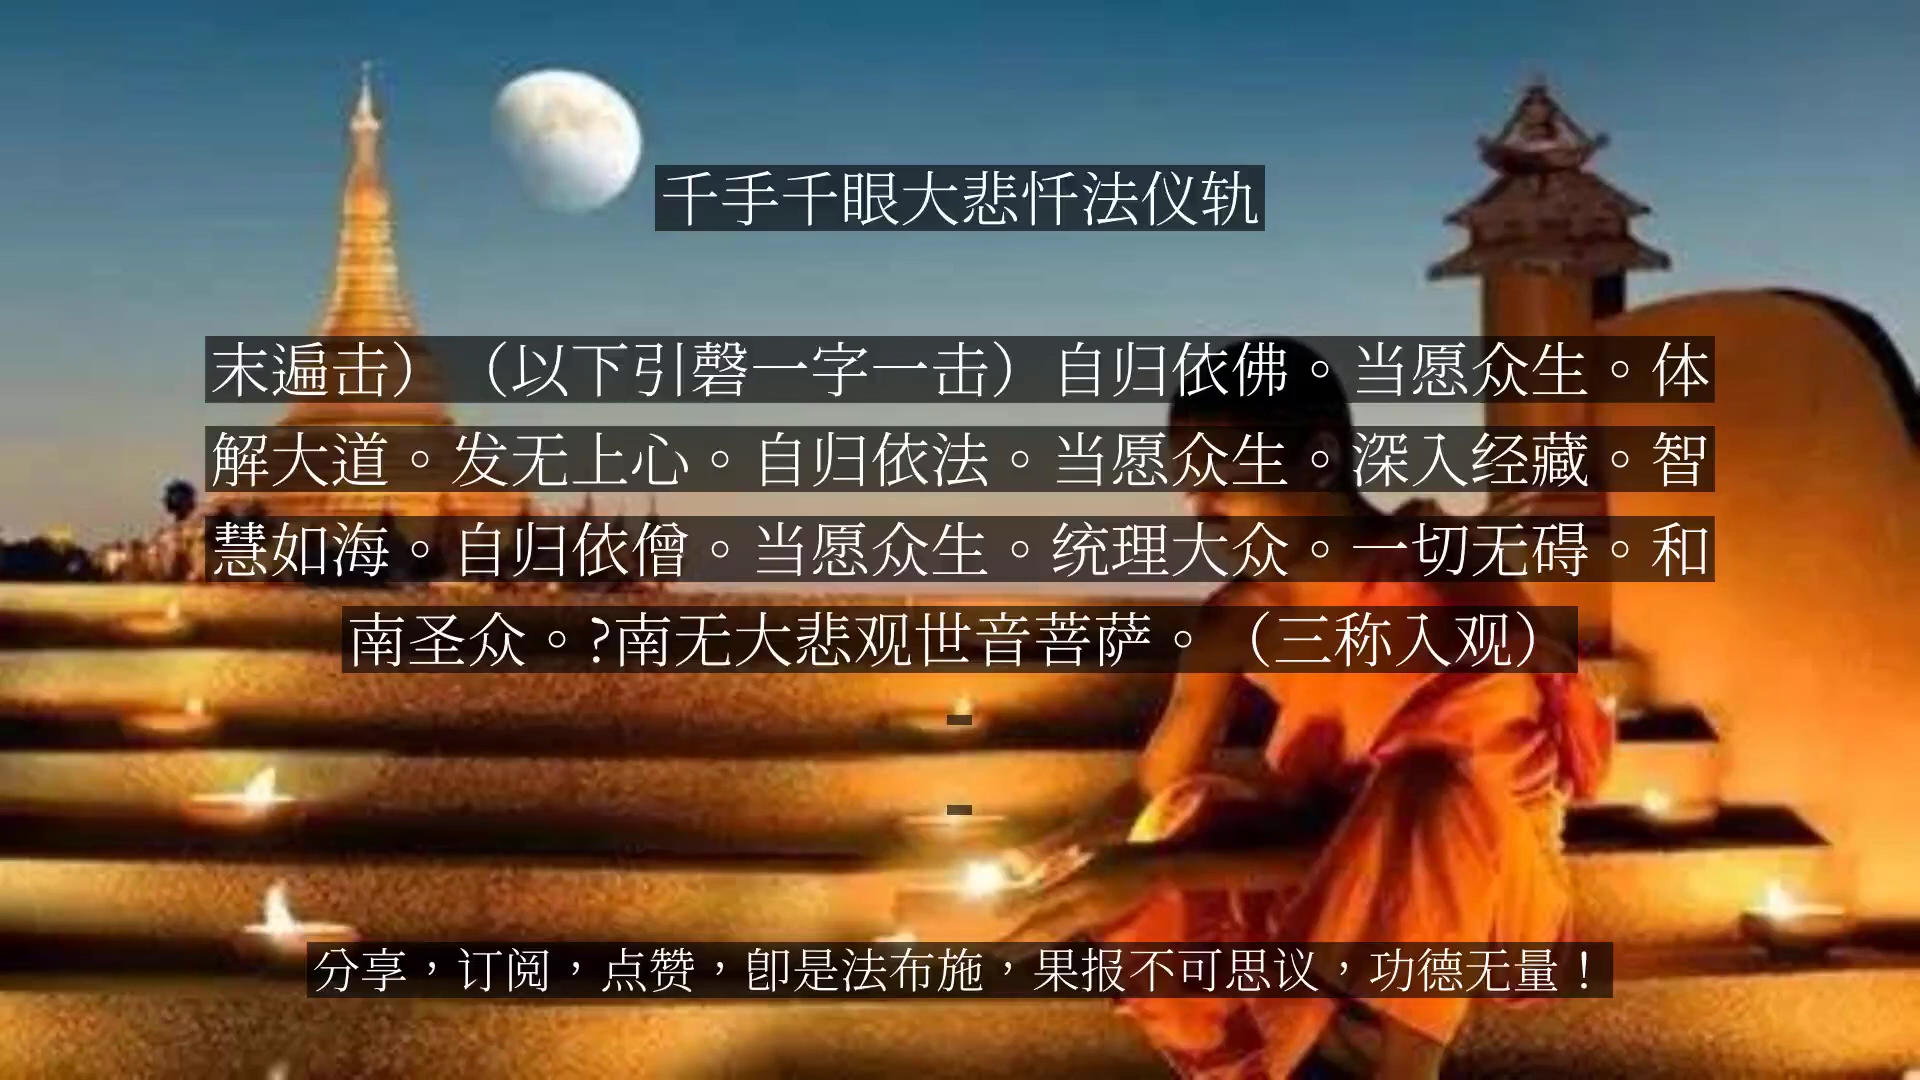 千手千眼大悲忏法仪轨
末遍击）（以下引磬一字一击）自归依佛。当愿众生。体
解大道。发无上心。自归依法。当愿众生。深入经藏。智
慧如海。自归依僧。当愿众生。统理大众。一切无碍。和
南圣众。?南无大悲观世音菩萨。（三称入观）
-
-
分享，订阅，点赞，即是法布施，果报不可思议，功德无量！